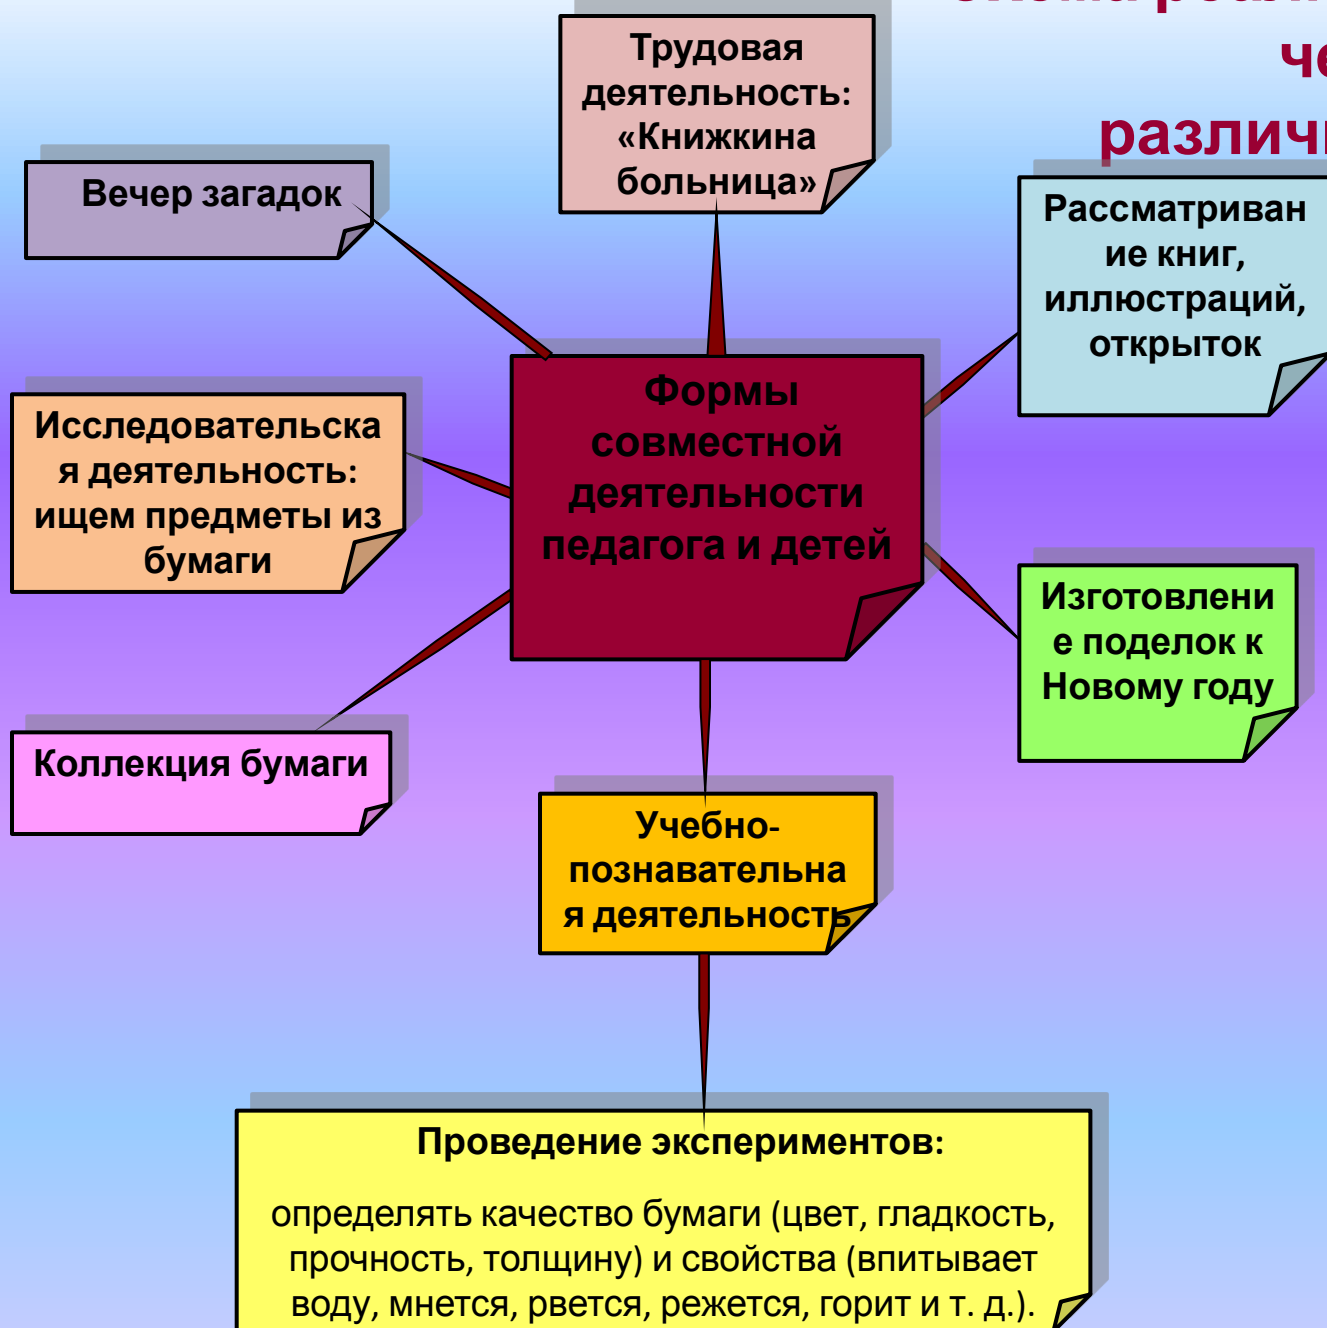 Трудовая
деятельность:
«Книжкина
больница»
Вечер загадок
Рассматриван
ие книг,
иллюстраций,
открыток
Формы
совместной
деятельности
педагога и детей
Исследовательска
я деятельность:
ищем предметы из
бумаги
Изготовлени
е поделок к
Новому году
Коллекция бумаги
Учебно-
познавательна
я деятельность
Проведение экспериментов:
определять качество бумаги (цвет, гладкость,
прочность, толщину) и свойства (впитывает
воду, мнется, рвется, режется, горит и т. д.).